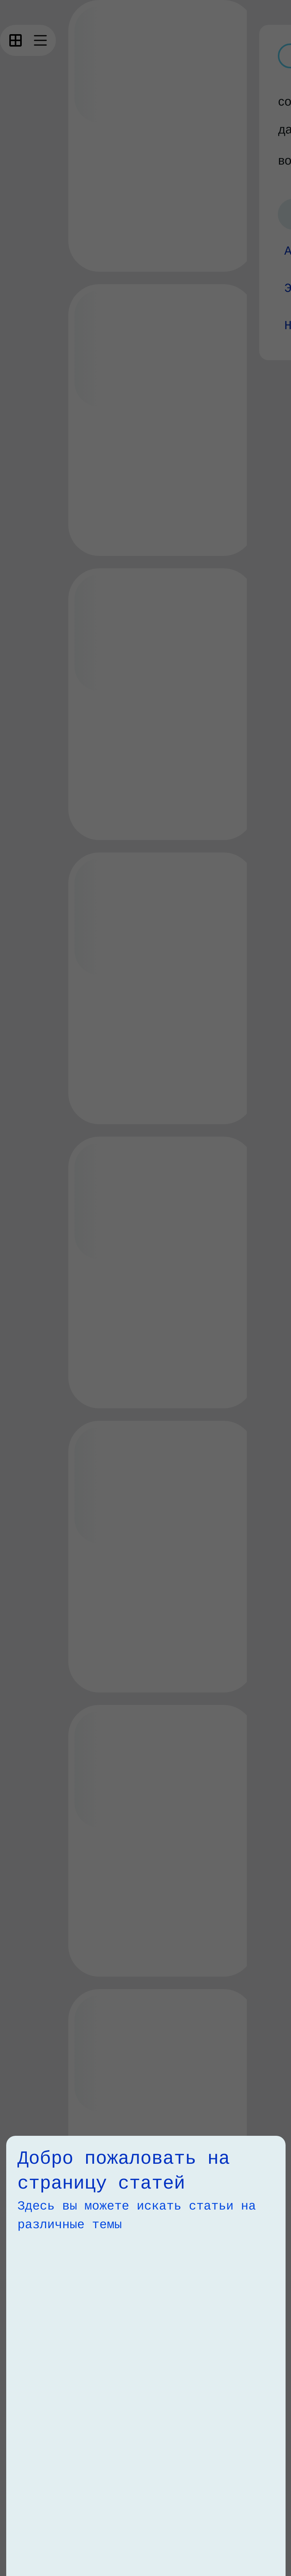 со
да
во
А
Э
Н
Добро пожаловать на
страницу статей
Здесь вы можете искать статьи на
различные темы